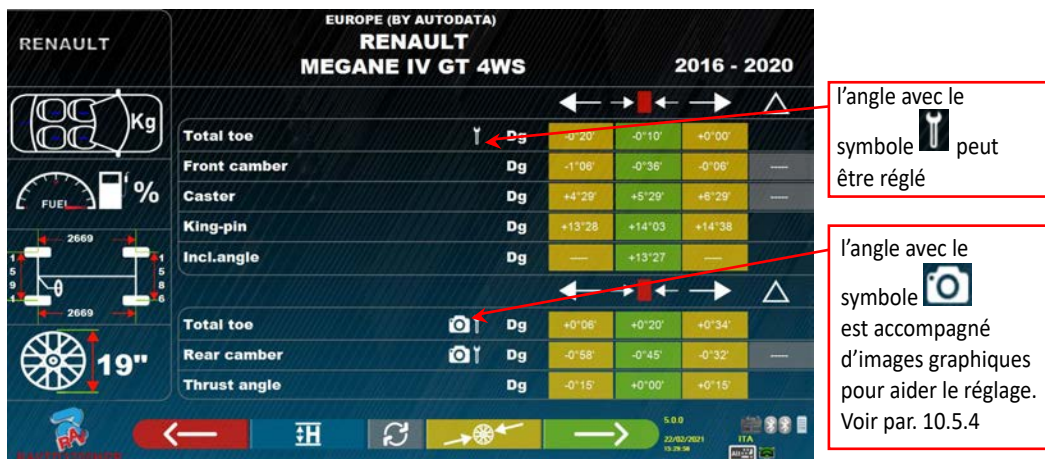 EUROPE (BY AUTODATA)
RENAULT
RENAULT
MEGANE IV GT 4WS
2016 - 2020
Kg
Total toe Dg -0°20' -0°10' +0°00'
Front camber Dg -1°06' -0°36' -0°06' ----
Caster Dg +4°29' +5°29' +6°29' ----
King-pin Dg +13°28 +14°03 +14°38
Incl.angle Dg ---- +13°27 ----
FUEL %
2669
1591
1586
2669
Total toe Dg +0°06' +0°20' +0°34'
Rear camber Dg -0°58' -0°45' -0°32' ----
Thrust angle Dg -0°15' +0°00' +0°15'
19"
RAV
5.0.0
22/02/2021
15:29:58
ITA
l'angle avec le
symbole peut
être réglé
l'angle avec le
symbole
est accompagné
d'images graphiques
pour aider le réglage.
Voir par. 10.5.4